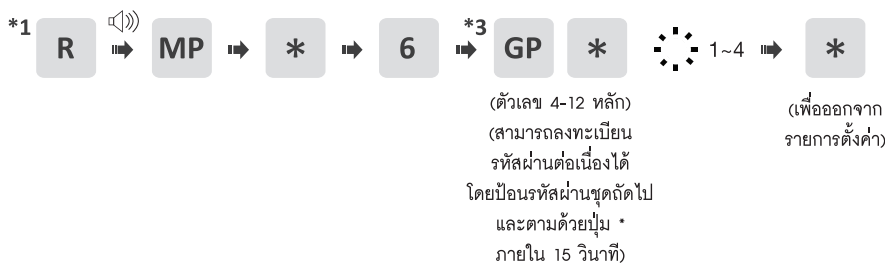 *1 R MP * 6 *3 GP * 1~4 *
(ตัวเลข 4-12 หลัก)
(สามารถลงทะเบียน
รหัสผ่านต่อเนื่องได้
โดยป้อนรหัสผ่านชุดถัดไป
และตามด้วยปุ่ม *
ภายใน 15 วินาที)
(เพื่อออกจาก
รายการตั้งค่า)